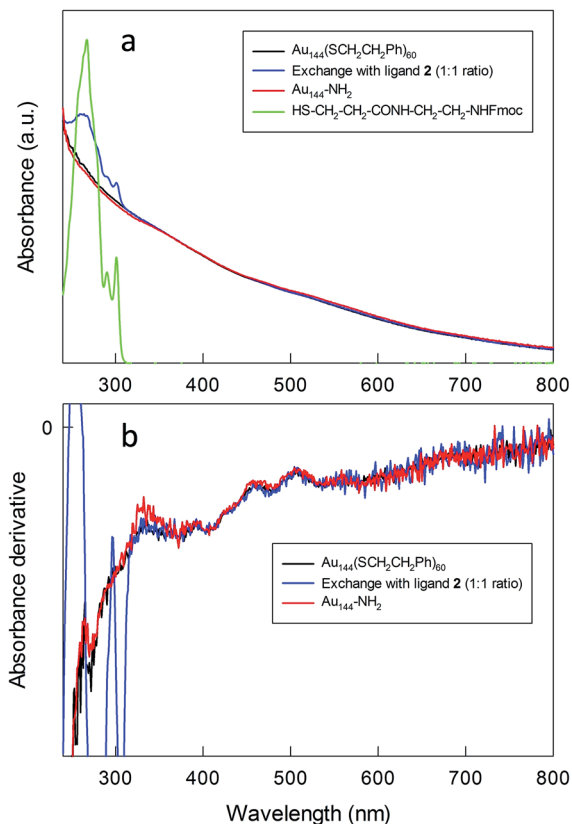 a
Au₁₄₄(SCH₂CH₂Ph)₆₀
Exchange with ligand 2 (1:1 ratio)
Au₁₄₄-NH₂
HS-CH₂-CH₂-CONH-CH₂-CH₂-NHFmoc
Absorbance (a.u.)
300 400 500 600 700 800
b
0
Au₁₄₄(SCH₂CH₂Ph)₆₀
Exchange with ligand 2 (1:1 ratio)
Au₁₄₄-NH₂
Absorbance derivative
300 400 500 600 700 800
Wavelength (nm)